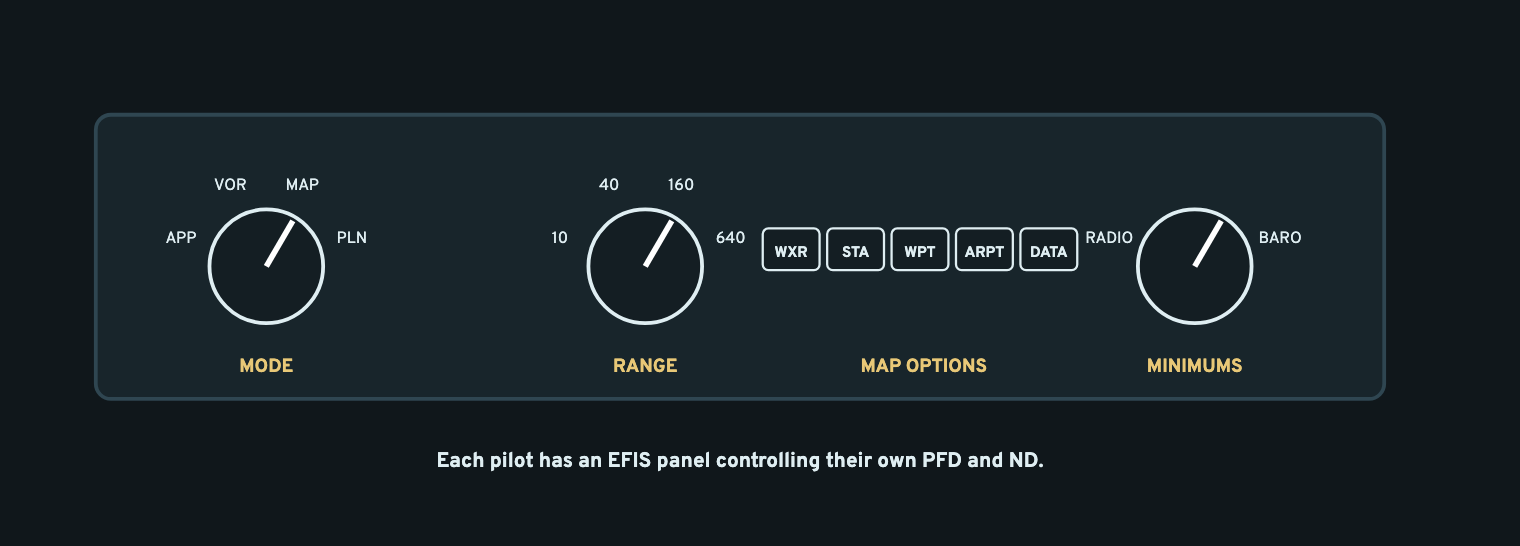 VOR MAP
APP PLN
MODE
40 160
10 640
RANGE
WXR STA WPT ARPT DATA
MAP OPTIONS
RADIO BARO
MINIMUMS
Each pilot has an EFIS panel controlling their own PFD and ND.